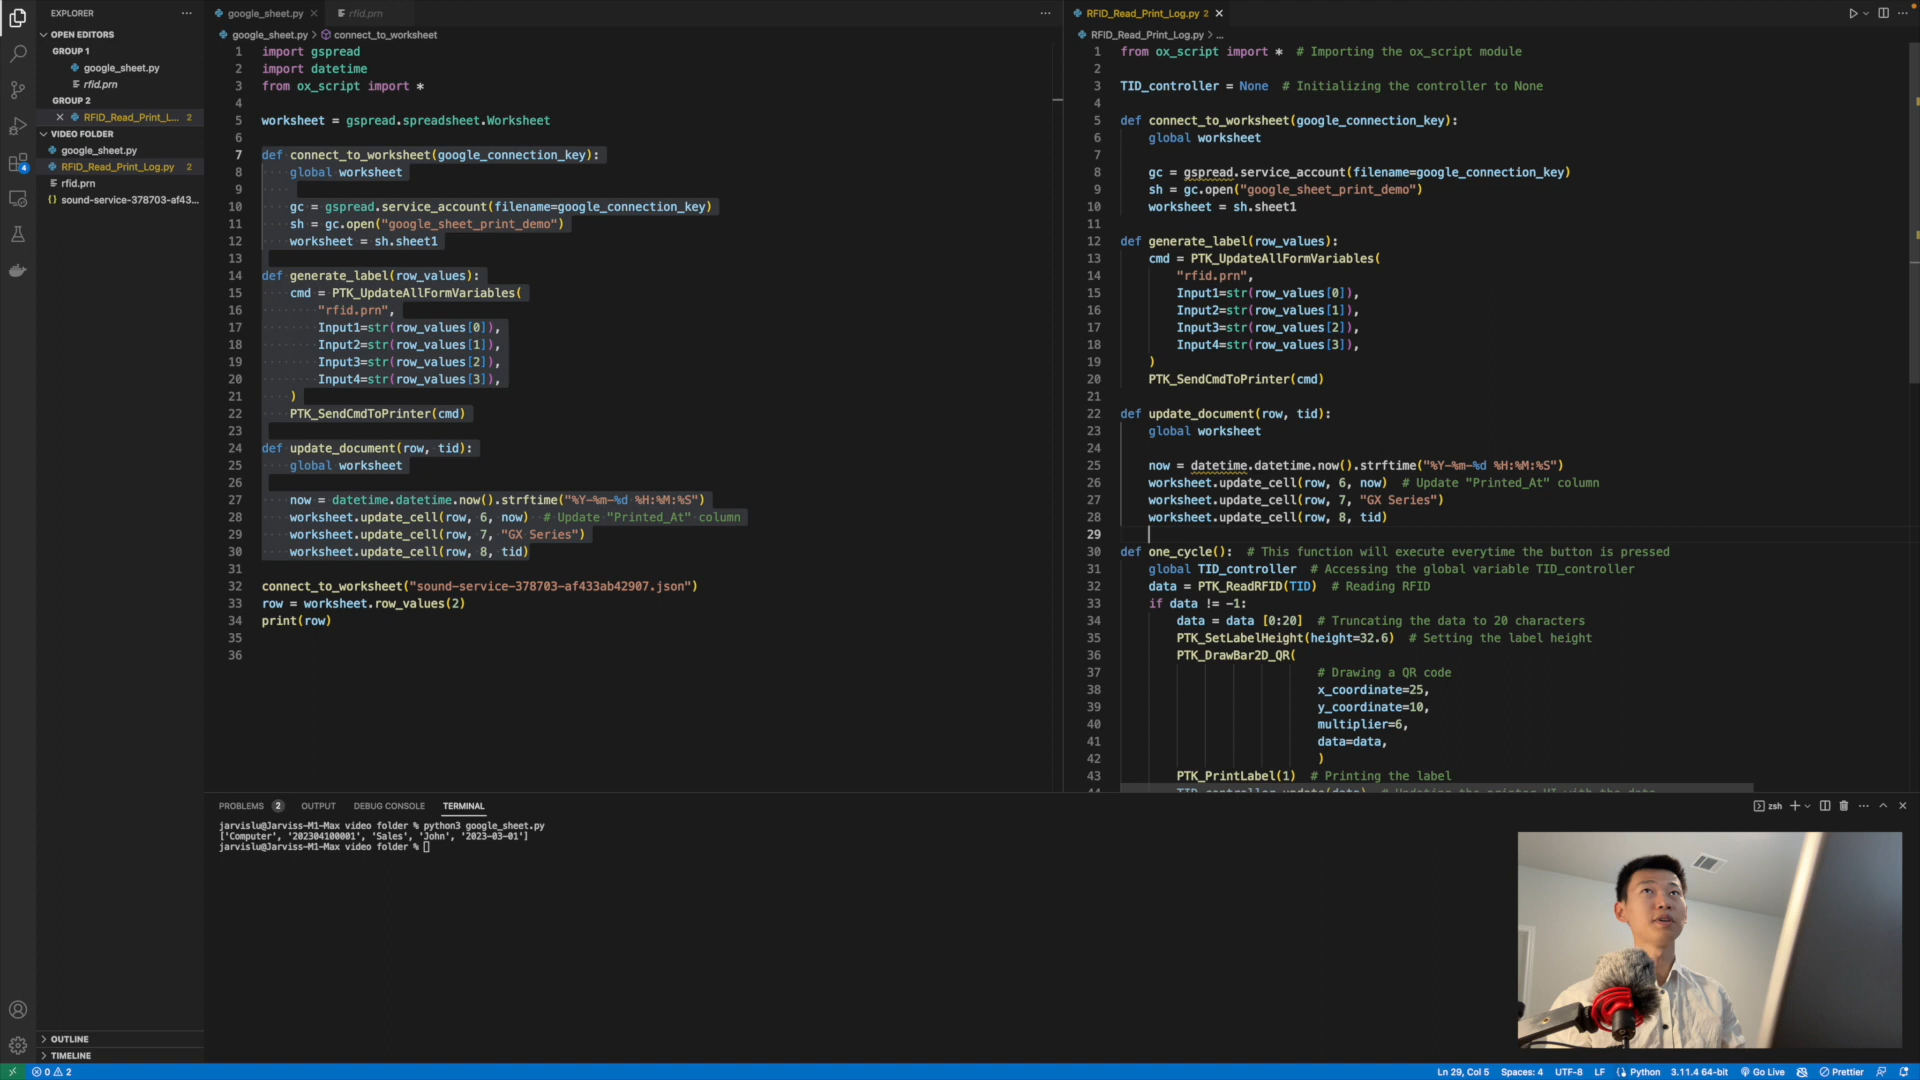 EXPLORER
OPEN EDITORS
GROUP 1
google_sheet.py
rfid.prn
GROUP 2
RFID_Read_Print_L... 2
VIDEO FOLDER
google_sheet.py
RFID_Read_Print_Log.py 2
rfid.prn
sound-service-378703-af43...
OUTLINE
TIMELINE
google_sheet.py
rfid.prn
google_sheet.py > connect_to_worksheet
1 import gspread
2 import datetime
3 from ox_script import *
4
5 worksheet = gspread.spreadsheet.Worksheet
6
7 def connect_to_worksheet(google_connection_key):
8 global worksheet
9
10 gc = gspread.service_account(filename=google_connection_key)
11 sh = gc.open("google_sheet_print_demo")
12 worksheet = sh.sheet1
13
14 def generate_label(row_values):
15 cmd = PTK_UpdateAllFormVariables(
16 "rfid.prn",
17 Input1=str(row_values[0]),
18 Input2=str(row_values[1]),
19 Input3=str(row_values[2]),
20 Input4=str(row_values[3]),
21 )
22 PTK_SendCmdToPrinter(cmd)
23
24 def update_document(row, tid):
25 global worksheet
26
27 now = datetime.datetime.now().strftime("%Y-%m-%d %H:%M:%S")
28 worksheet.update_cell(row, 6, now) # Update "Printed_At" column
29 worksheet.update_cell(row, 7, "GX Series")
30 worksheet.update_cell(row, 8, tid)
31
32 connect_to_worksheet("sound-service-378703-af433ab42907.json")
33 row = worksheet.row_values(2)
34 print(row)
35
36
RFID_Read_Print_Log.py 2
RFID_Read_Print_Log.py > ...
1 from ox_script import * # Importing the ox_script module
2
3 TID_controller = None # Initializing the controller to None
4
5 def connect_to_worksheet(google_connection_key):
6 global worksheet
7
8 gc = gspread.service_account(filename=google_connection_key)
9 sh = gc.open("google_sheet_print_demo")
10 worksheet = sh.sheet1
11
12 def generate_label(row_values):
13 cmd = PTK_UpdateAllFormVariables(
14 "rfid.prn",
15 Input1=str(row_values[0]),
16 Input2=str(row_values[1]),
17 Input3=str(row_values[2]),
18 Input4=str(row_values[3]),
19 )
20 PTK_SendCmdToPrinter(cmd)
21
22 def update_document(row, tid):
23 global worksheet
24
25 now = datetime.datetime.now().strftime("%Y-%m-%d %H:%M:%S")
26 worksheet.update_cell(row, 6, now) # Update "Printed_At" column
27 worksheet.update_cell(row, 7, "GX Series")
28 worksheet.update_cell(row, 8, tid)
29
30 def one_cycle(): # This function will execute everytime the button is pressed
31 global TID_controller # Accessing the global variable TID_controller
32 data = PTK_ReadRFID(TID) # Reading RFID
33 if data != -1:
34 data = data [0:20] # Truncating the data to 20 characters
35 PTK_SetLabelHeight(height=32.6) # Setting the label height
36 PTK_DrawBar2D_QR(
37 # Drawing a QR code
38 x_coordinate=25,
39 y_coordinate=10,
40 multiplier=6,
41 data=data,
42 )
43 PTK_PrintLabel(1) # Printing the label
44 TID_controller.update(data) # Updating the printer UI with the data
PROBLEMS 2 OUTPUT DEBUG CONSOLE TERMINAL
zsh
jarvislu@Jarviss-M1-Max video folder % python3 google_sheet.py
['Computer', '202304100001', 'Sales', 'John', '2023-03-01']
jarvislu@Jarviss-M1-Max video folder %
4
0 2
Ln 29, Col 5 Spaces: 4 UTF-8 LF Python 3.11.4 64-bit Go Live Prettier